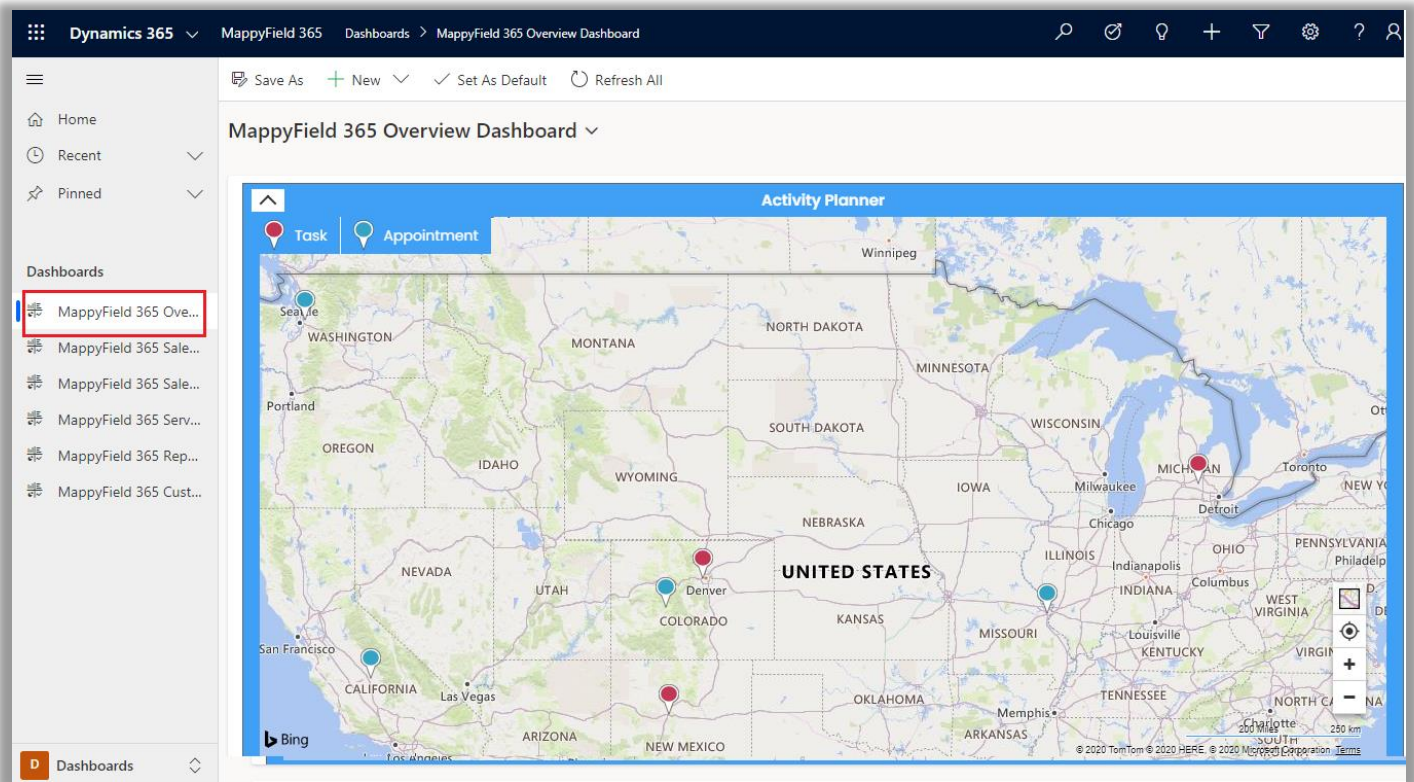 Dynamics 365
MappyField 365
Dashboards > MappyField 365 Overview Dashboard
Save As
New
Set As Default
Refresh All
Home
Recent
Pinned
Dashboards
MappyField 365 Ove...
MappyField 365 Sale...
MappyField 365 Sale...
MappyField 365 Serv...
MappyField 365 Rep...
MappyField 365 Cust...
D Dashboards
MappyField 365 Overview Dashboard
Activity Planner
Task
Appointment
Winnipeg
WASHINGTON
MONTANA
NORTH DAKOTA
MINNESOTA
Portland
SOUTH DAKOTA
WISCONSIN
OREGON
IDAHO
WYOMING
IOWA
Milwaukee
Toronto
NEW Y
Detroit
NEBRASKA
Chicago
ILLINOIS
OHIO
PENNSYLVANIA
Philadelp
NEVADA
UTAH
Denver
UNITED STATES
Indianapolis
INDIANA
Columbus
WEST
VIRGINIA
COLORADO
KANSAS
MISSOURI
Louisville
KENTUCKY
VIRGIN
San Francisco
CALIFORNIA
Las Vegas
OKLAHOMA
TENNESSEE
NORTH CA
NA
Memphis
Charlotte
200 Miles
250 km
SOUTH
ARIZONA
NEW MEXICO
ARKANSAS
Los Angeles
Bing
© 2020 TomTom © 2020 HERE, © 2020 Microsoft Corporation Terms